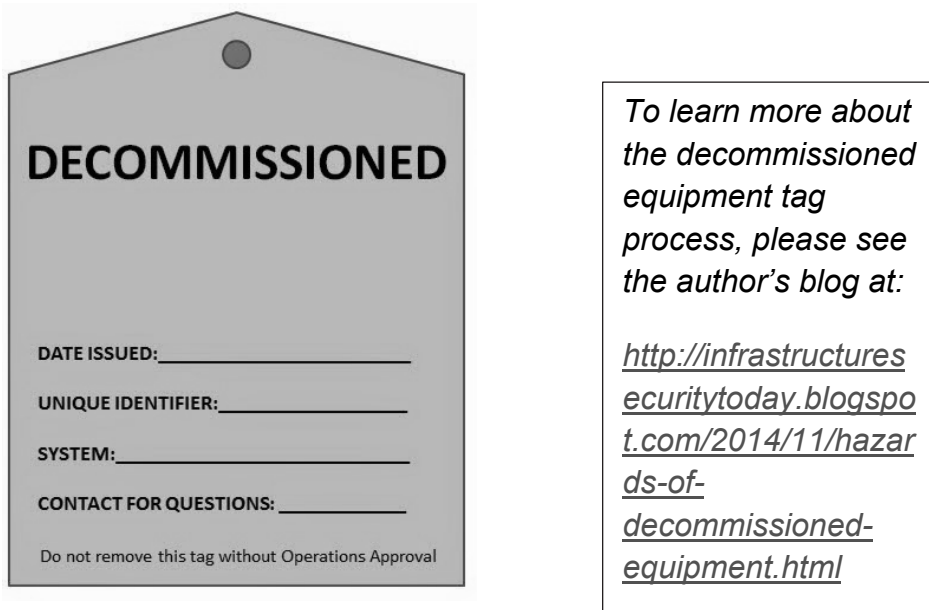 DECOMMISSIONED
DATE ISSUED:
UNIQUE IDENTIFIER:
SYSTEM:
CONTACT FOR QUESTIONS:
Do not remove this tag without Operations Approval
To learn more about
the decommissioned
equipment tag
process, please see
the author’s blog at:
http://infrastructures
ecuritytoday.blogspo
t.com/2014/11/hazar
ds-of-
decommissioned-
equipment.html